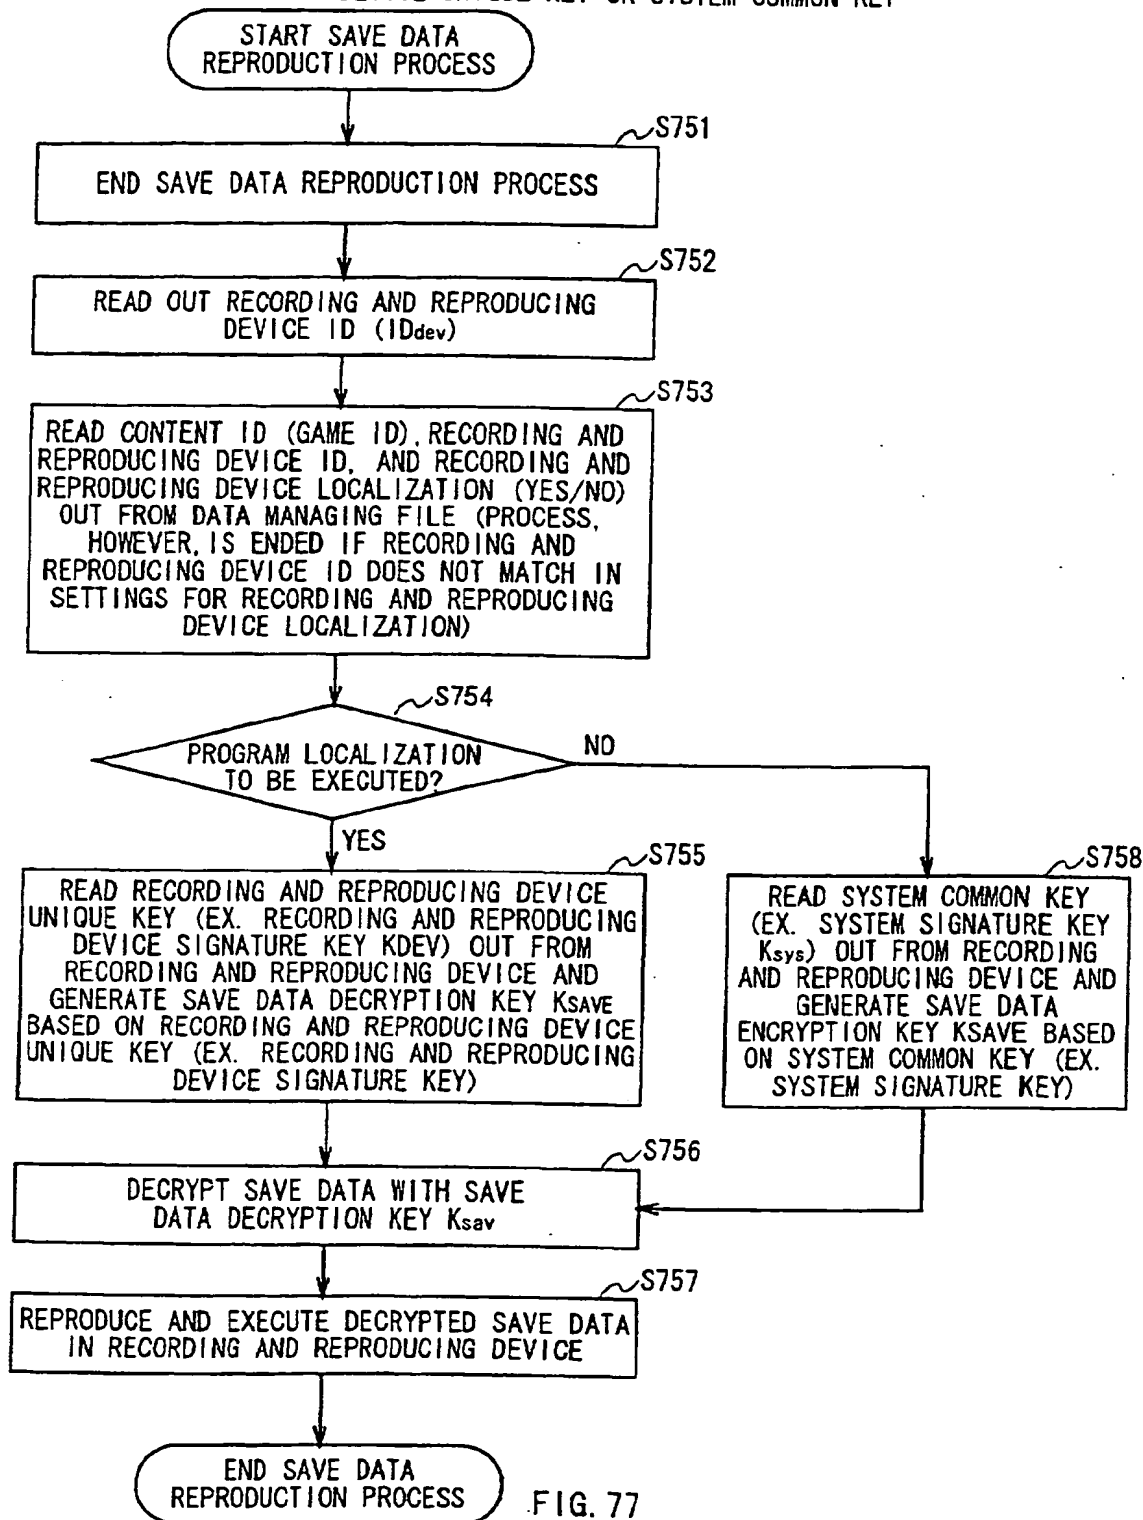 KEY OR SYSTEM COMMON KEY
START SAVE DATA
REPRODUCTION PROCESS
S751
END SAVE DATA REPRODUCTION PROCESS
S752
READ OUT RECORDING AND REPRODUCING
DEVICE ID (IDdev)
S753
READ CONTENT ID (GAME ID), RECORDING AND
REPRODUCING DEVICE ID, AND RECORDING AND
REPRODUCING DEVICE LOCALIZATION (YES/NO)
OUT FROM DATA MANAGING FILE (PROCESS,
HOWEVER, IS ENDED IF RECORDING AND
REPRODUCING DEVICE ID DOES NOT MATCH IN
SETTINGS FOR RECORDING AND REPRODUCING
DEVICE LOCALIZATION)
S754
PROGRAM LOCALIZATION
TO BE EXECUTED?
NO
YES
S755
READ RECORDING AND REPRODUCING DEVICE
UNIQUE KEY (EX. RECORDING AND REPRODUCING
DEVICE SIGNATURE KEY KDEV) OUT FROM
RECORDING AND REPRODUCING DEVICE AND
GENERATE SAVE DATA DECRYPTION KEY KSAVE
BASED ON RECORDING AND REPRODUCING DEVICE
UNIQUE KEY (EX. RECORDING AND REPRODUCING
DEVICE SIGNATURE KEY)
S758
READ SYSTEM COMMON KEY
(EX. SYSTEM SIGNATURE KEY
Ksys) OUT FROM RECORDING
AND REPRODUCING DEVICE AND
GENERATE SAVE DATA
ENCRYPTION KEY KSAVE BASED
ON SYSTEM COMMON KEY (EX.
SYSTEM SIGNATURE KEY)
S756
DECRYPT SAVE DATA WITH SAVE
DATA DECRYPTION KEY Ksav
S757
REPRODUCE AND EXECUTE DECRYPTED SAVE DATA
IN RECORDING AND REPRODUCING DEVICE
END SAVE DATA
REPRODUCTION PROCESS
FIG. 77